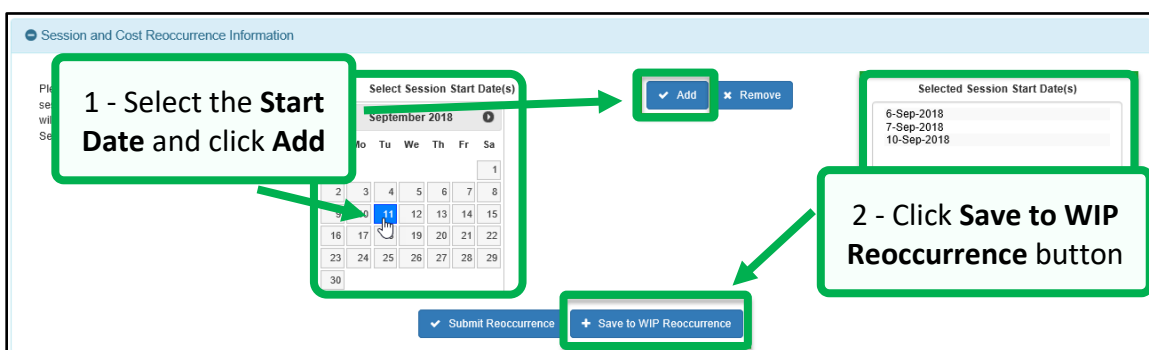 Session and Cost Reoccurrence Information
1 - Select the Start
Date and click Add
Select Session Start Date(s)
September 2018
Mo Tu We Th Fr Sa
1
2 3 4 5 6 7 8
9 10 11 12 13 14 15
16 17 19 20 21 22
23 24 25 26 27 28 29
30
Add
Remove
Selected Session Start Date(s)
6-Sep-2018
7-Sep-2018
10-Sep-2018
2 - Click Save to WIP
Reoccurrence button
Submit Reoccurrence
Save to WIP Reoccurrence